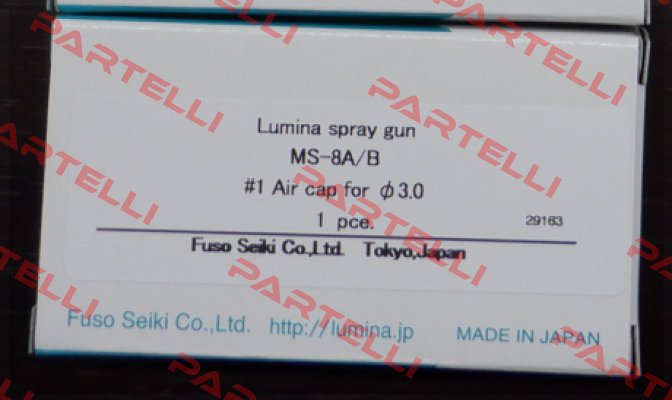 Lumina spray gun
MS-8A/B
#1 Air cap for φ3.0
1 pce. 29163
Fuso Seiki Co.,Ltd. Tokyo,Japan
Fuso Seiki Co.,Ltd. http://lumina.jp MADE IN JAPAN
PARTELLI
PARTELLI
PARTELLI
PARTELLI
PARTELLI
PARTELLI